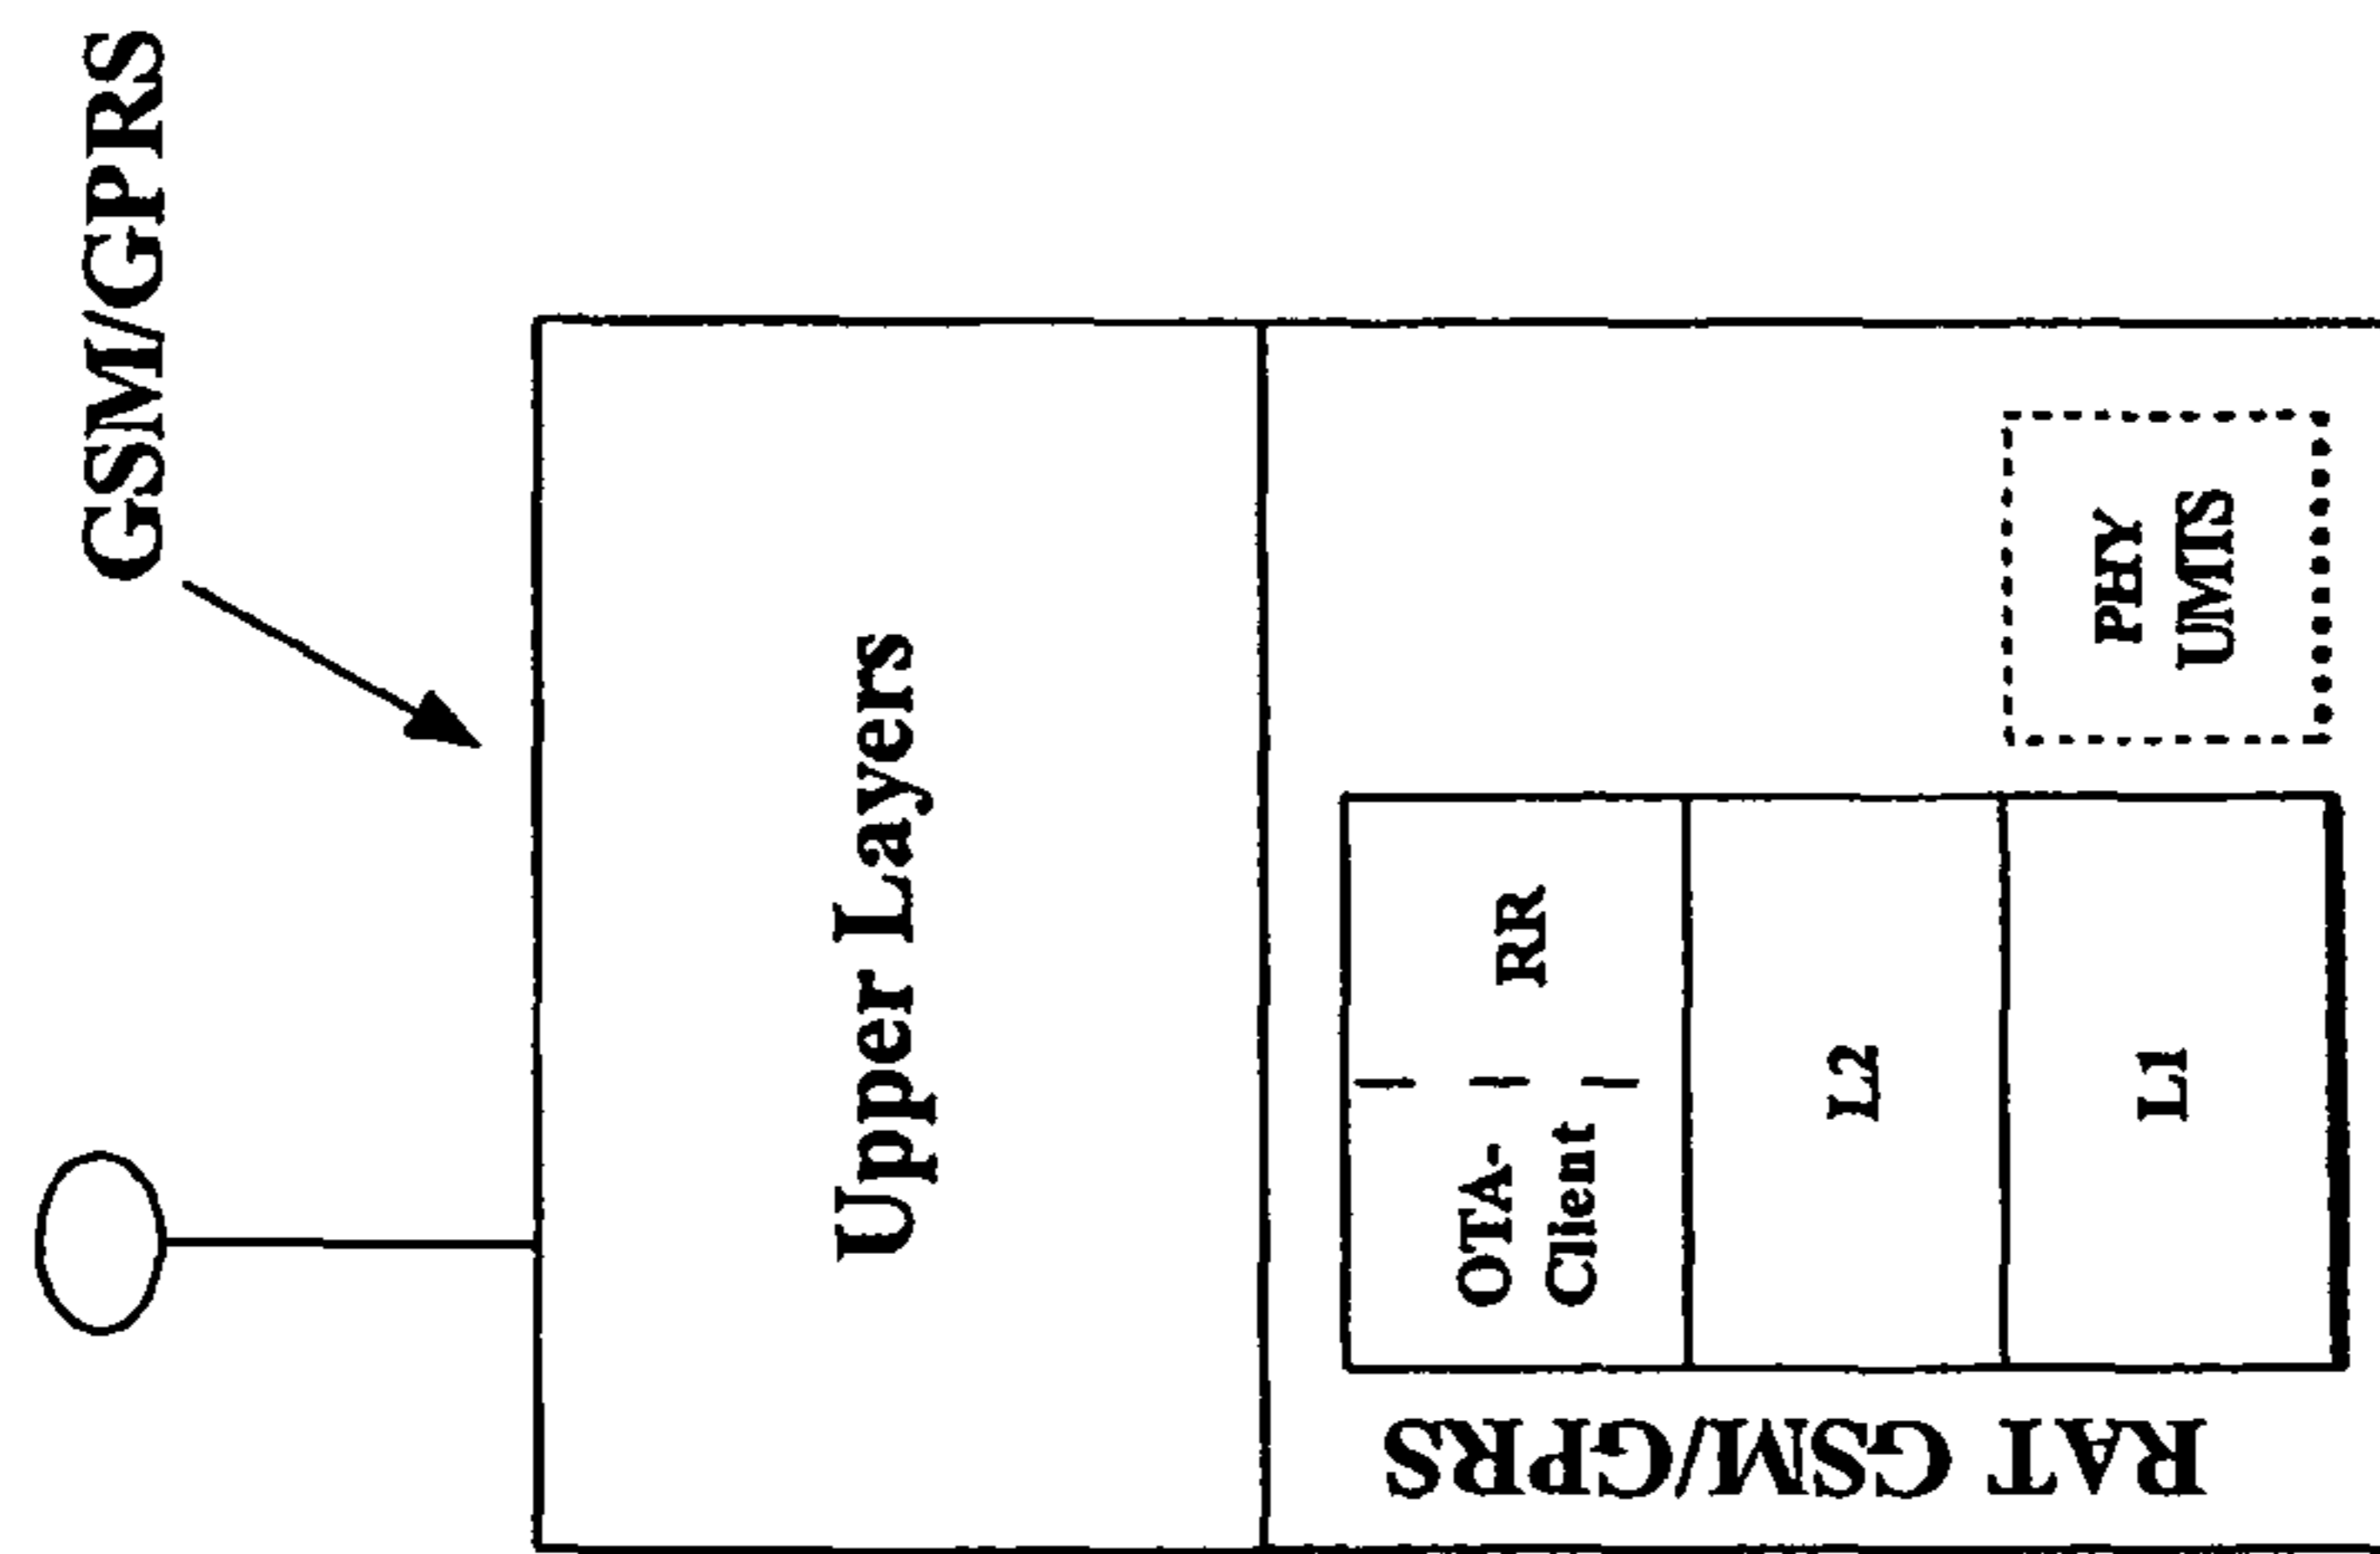 GSM/GPRS
Upper Layers
OTA-
Client
RR
PHY
UMTS
L2
L1
RAT GSM/GPRS